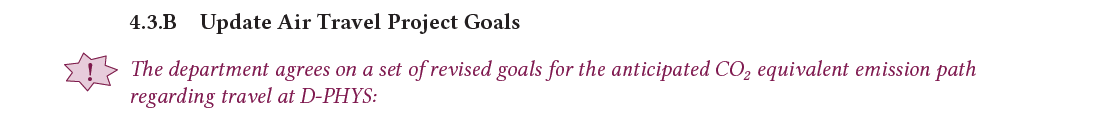 4.3.B Update Air Travel Project Goals
! The department agrees on a set of revised goals for the anticipated CO₂ equivalent emission path
regarding travel at D-PHYS: